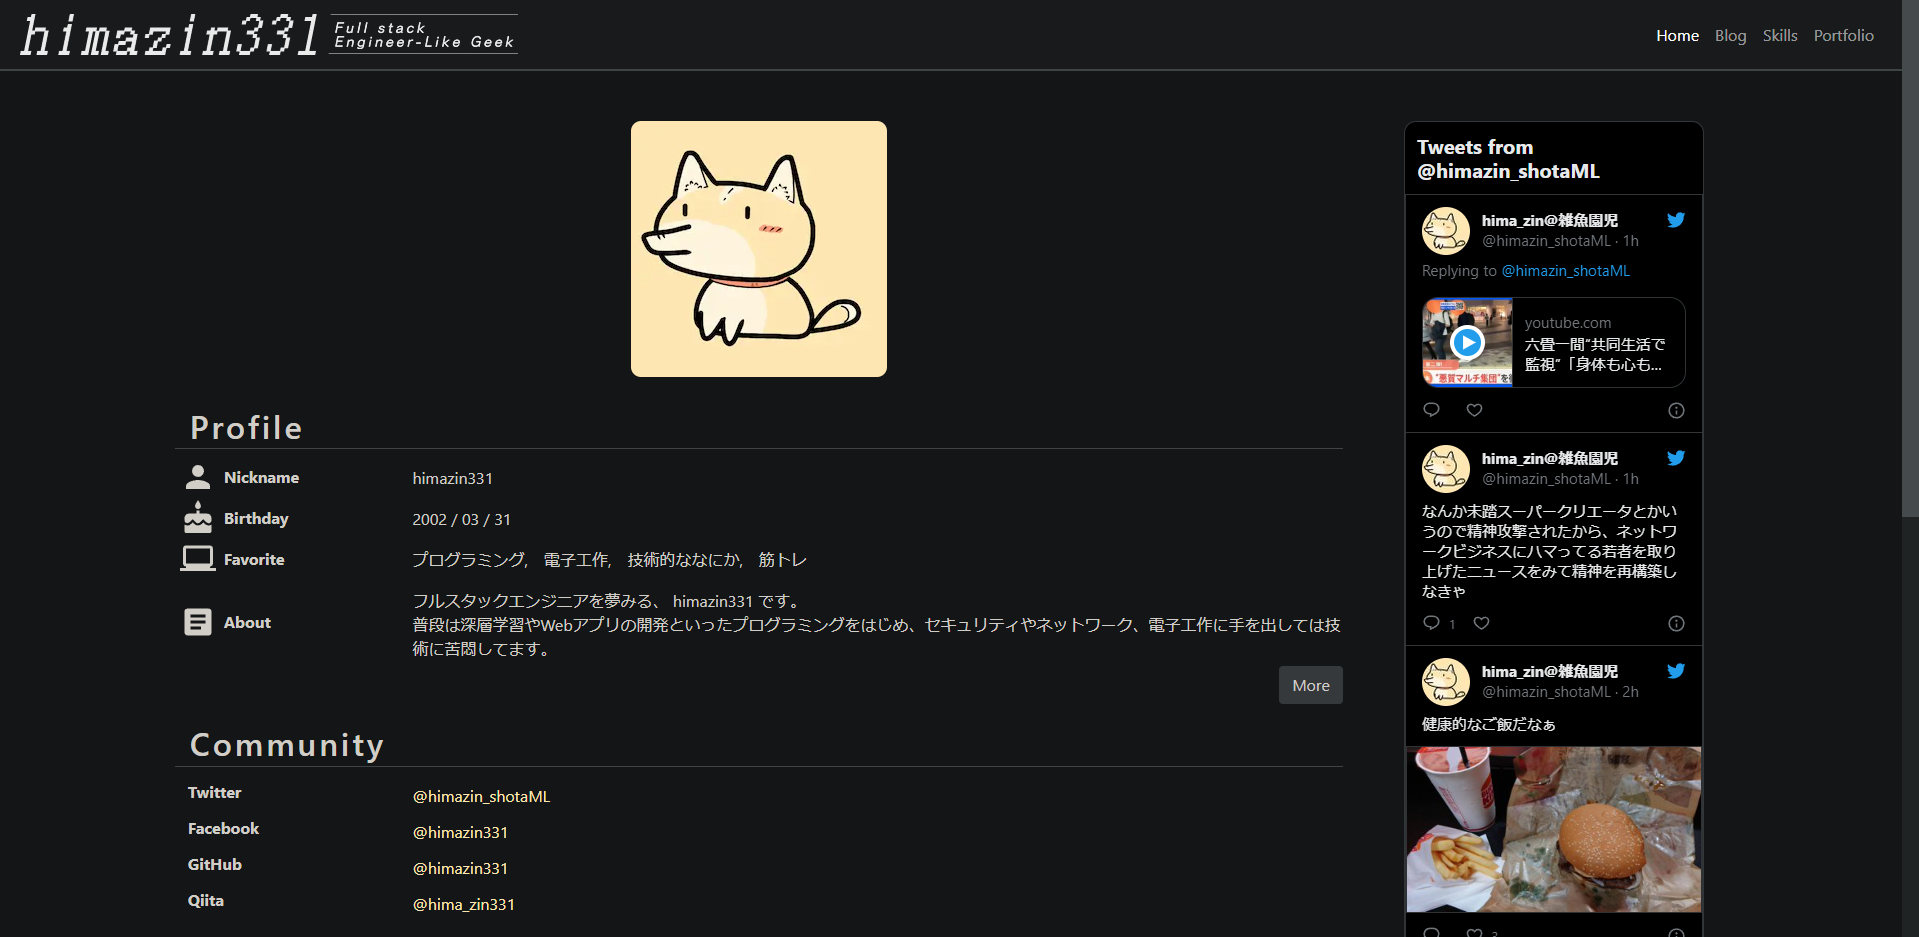 himazin331
Full stack
Engineer-Like Geek
Home Blog Skills Portfolio
Profile
Nickname himazin331
Birthday 2002 / 03 / 31
Favorite プログラミング, 電子工作, 技術的ななにか, 筋トレ
About
フルスタックエンジニアを夢みる、 himazin331 です。
普段は深層学習やWebアプリの開発といったプログラミングをはじめ、セキュリティやネットワーク、電子工作に手を出しては技
術に苦悶してます。
More
Community
Twitter @himazin_shotaML
Facebook @himazin331
GitHub @himazin331
Qiita @hima_zin331
Tweets from
@himazin_shotaML
hima_zin@雑魚園児
@himazin_shotaML · 1h
Replying to @himazin_shotaML
youtube.com
六畳一間“共同生活で
監視”「身体も心も...
“悪質マルチ集団”を
hima_zin@雑魚園児
@himazin_shotaML · 1h
なんか未踏スーパークリエータとかい
うので精神攻撃されたから、ネットワ
ークビジネスにハマってる若者を取り
上げたニュースをみて精神を再構築し
なきゃ
1
hima_zin@雑魚園児
@himazin_shotaML · 2h
健康的なご飯だなぁ
3